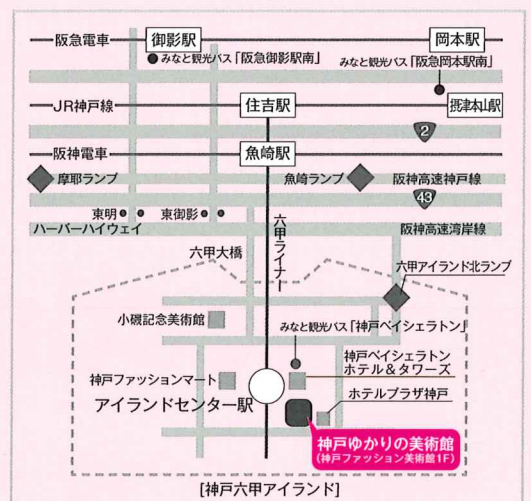 阪急電車
御影駅
岡本駅
みなと観光バス「阪急御影駅南」
みなと観光バス「阪急岡本駅南」
JR神戸線
住吉駅
摂津本山駅
2
阪神電車
魚崎駅
摩耶ランプ
魚崎ランプ
阪神高速神戸線
43
東明
東御影
ハーバーハイウェイ
阪神高速湾岸線
六甲大橋
六甲ライナー
六甲アイランド北ランプ
小磯記念美術館
みなと観光バス「神戸ベイシェラトン」
神戸ベイシェラトン
ホテル&タワーズ
神戸ファッションマート
ホテルプラザ神戸
アイランドセンター駅
神戸ゆかりの美術館
(神戸ファッション美術館1F)
[神戸六甲アイランド]